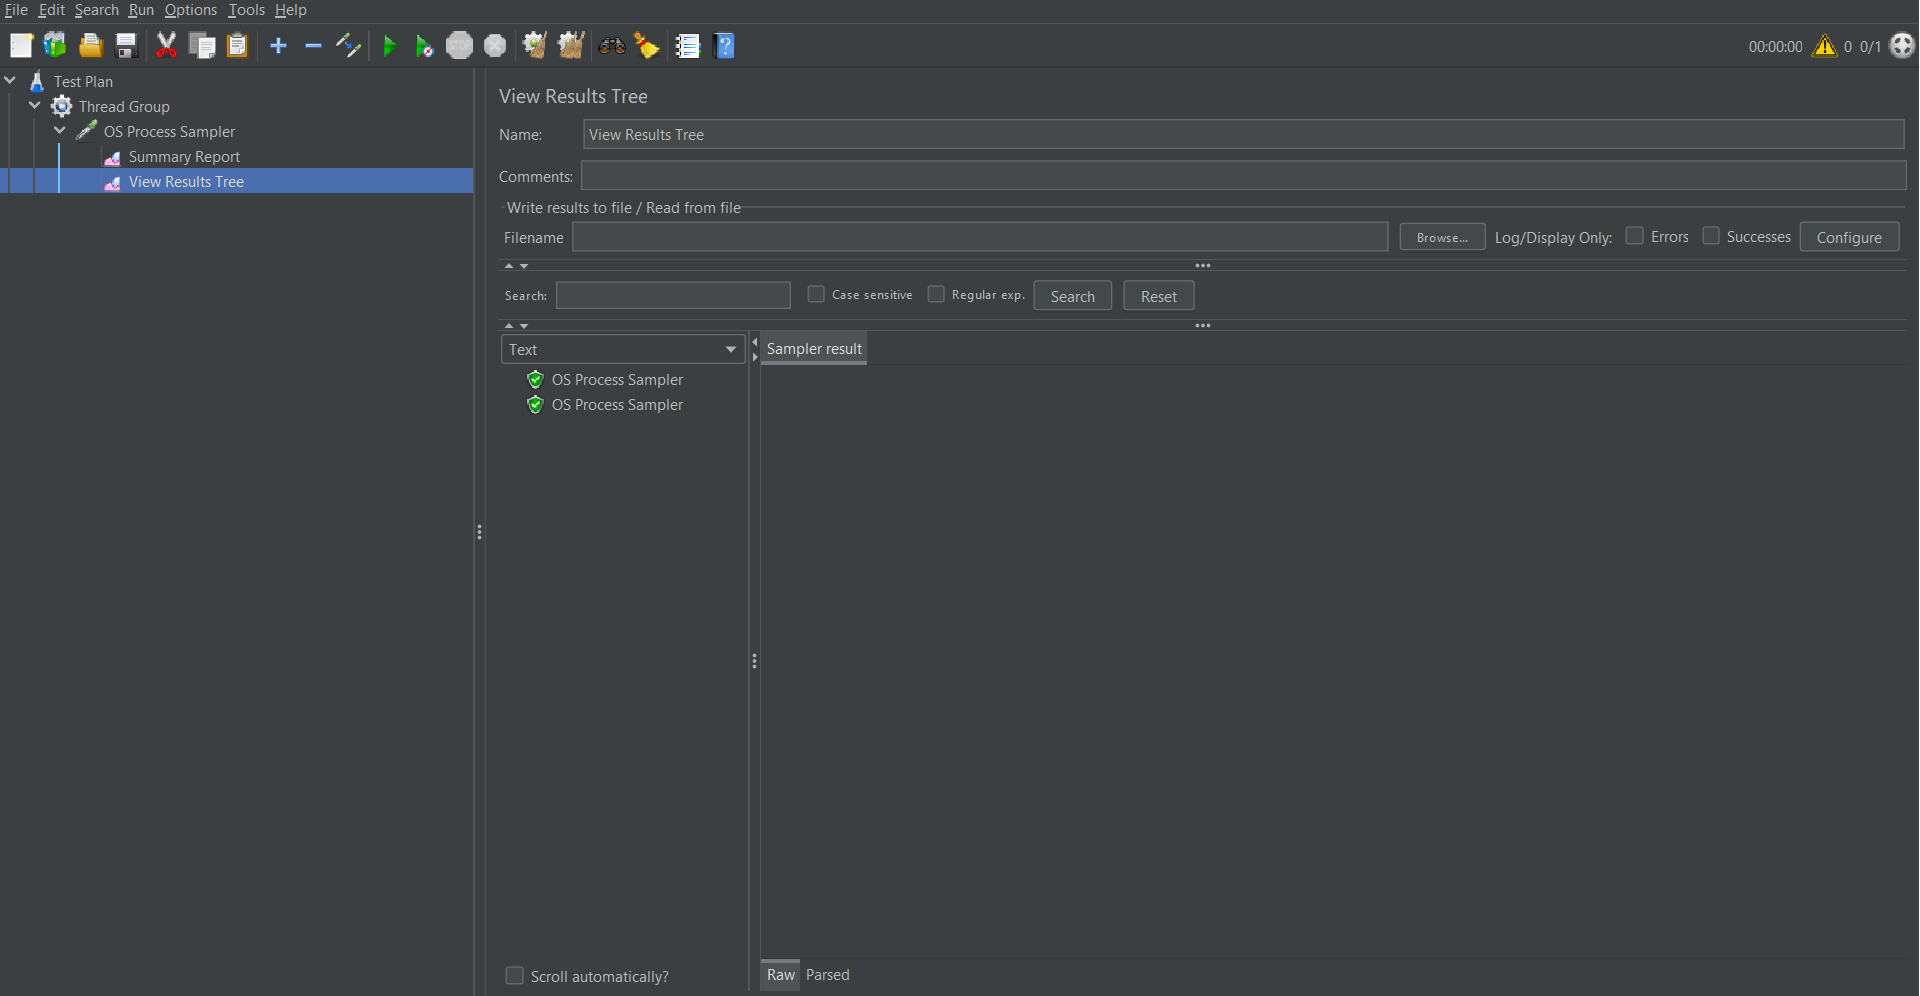 File Edit Search Run Options Tools Help
STOP
?
00:00:00 0 0/1
Test Plan
Thread Group
OS Process Sampler
Summary Report
View Results Tree
View Results Tree
Name: View Results Tree
Comments:
Write results to file / Read from file
Filename Browse... Log/Display Only: Errors Successes Configure
Search: Case sensitive Regular exp. Search Reset
Text
Sampler result
OS Process Sampler
OS Process Sampler
Scroll automatically?
Raw Parsed